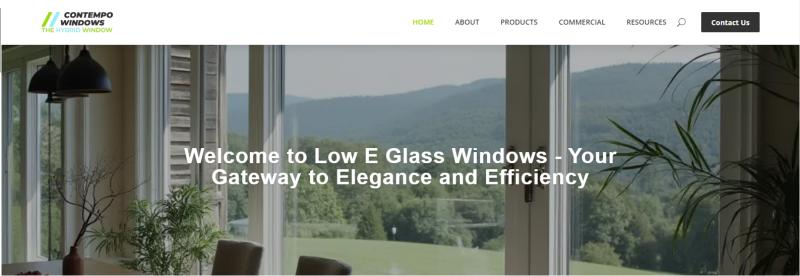 CONTEMPO
WINDOWS
THE HYBRID WINDOW
HOME ABOUT PRODUCTS COMMERCIAL RESOURCES Contact Us
Welcome to Low E Glass Windows - Your
Gateway to Elegance and Efficiency